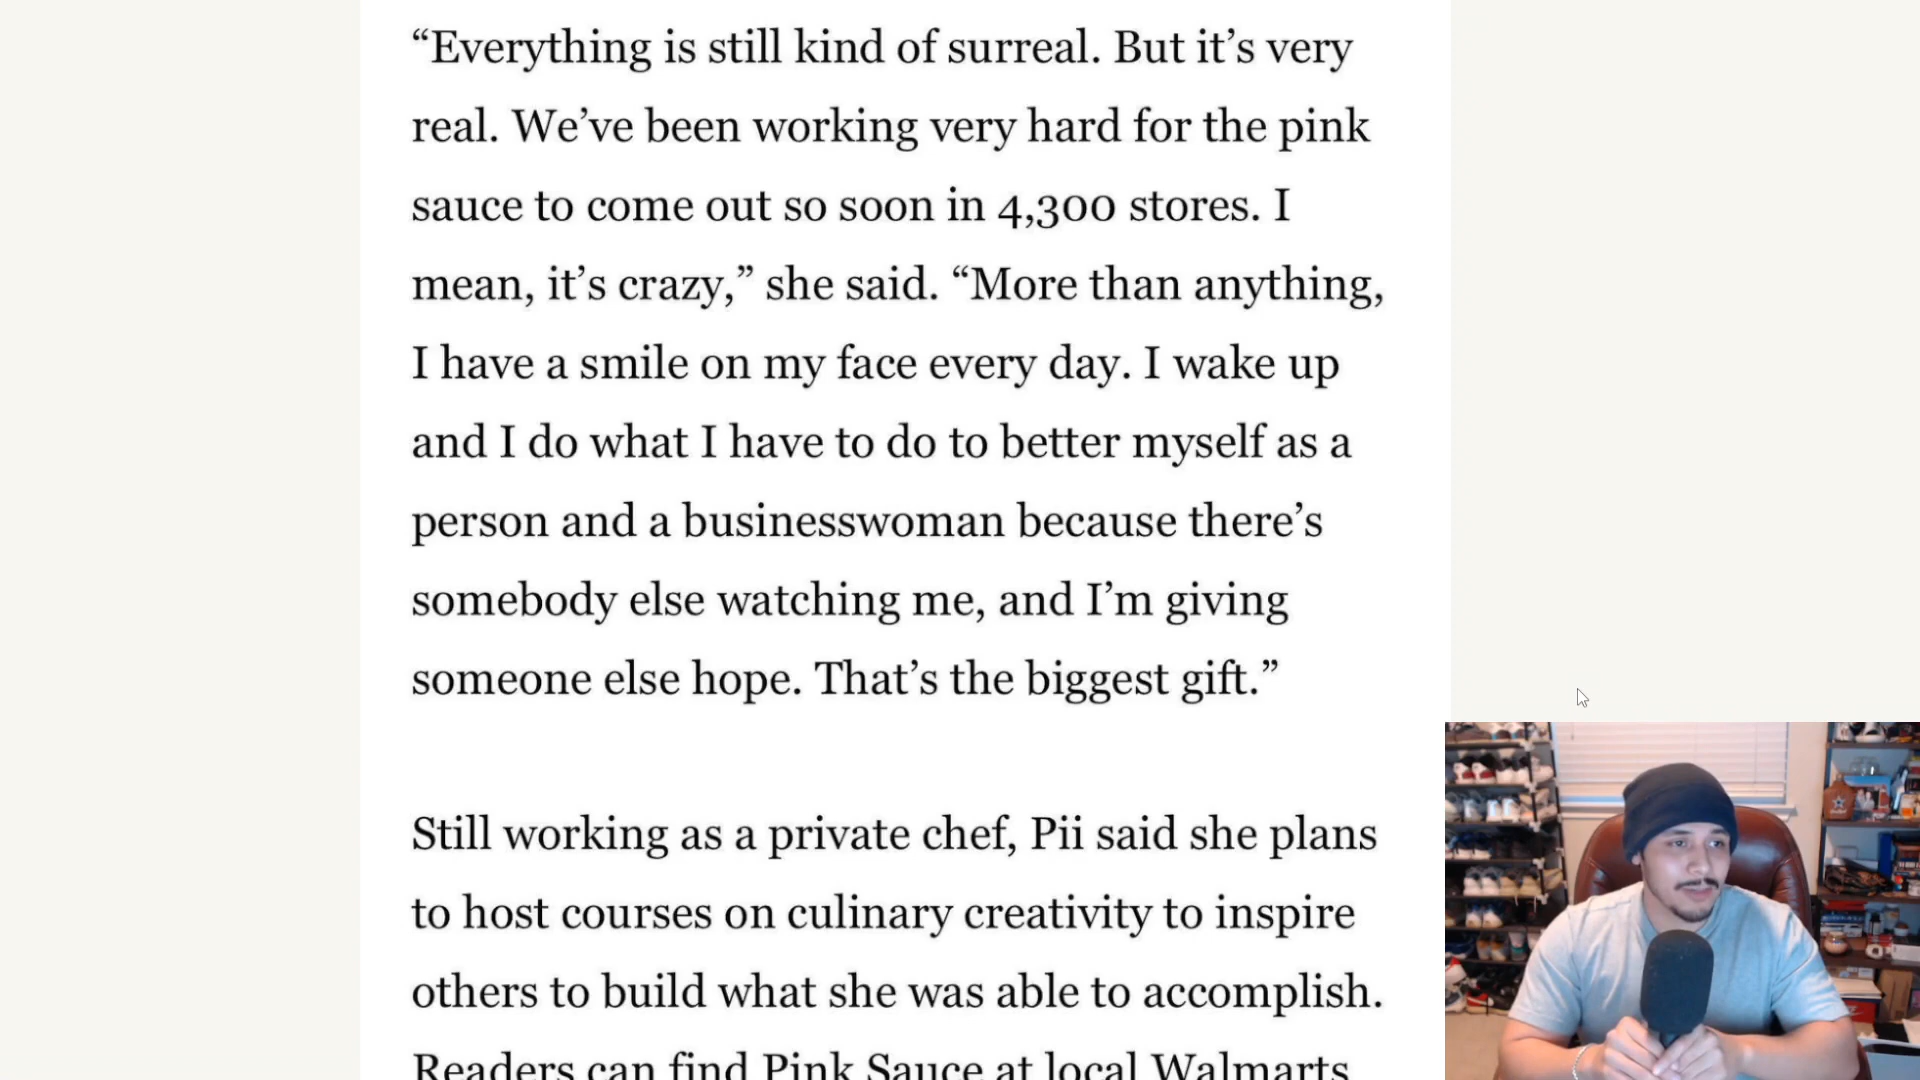 “Everything is still kind of surreal. But it’s very
real. We’ve been working very hard for the pink
sauce to come out so soon in 4,300 stores. I
mean, it’s crazy,” she said. “More than anything,
I have a smile on my face every day. I wake up
and I do what I have to do to better myself as a
person and a businesswoman because there’s
somebody else watching me, and I’m giving
someone else hope. That’s the biggest gift.”
Still working as a private chef, Pii said she plans
to host courses on culinary creativity to inspire
others to build what she was able to accomplish.
Readers can find Pink Sauce at local Walmarts